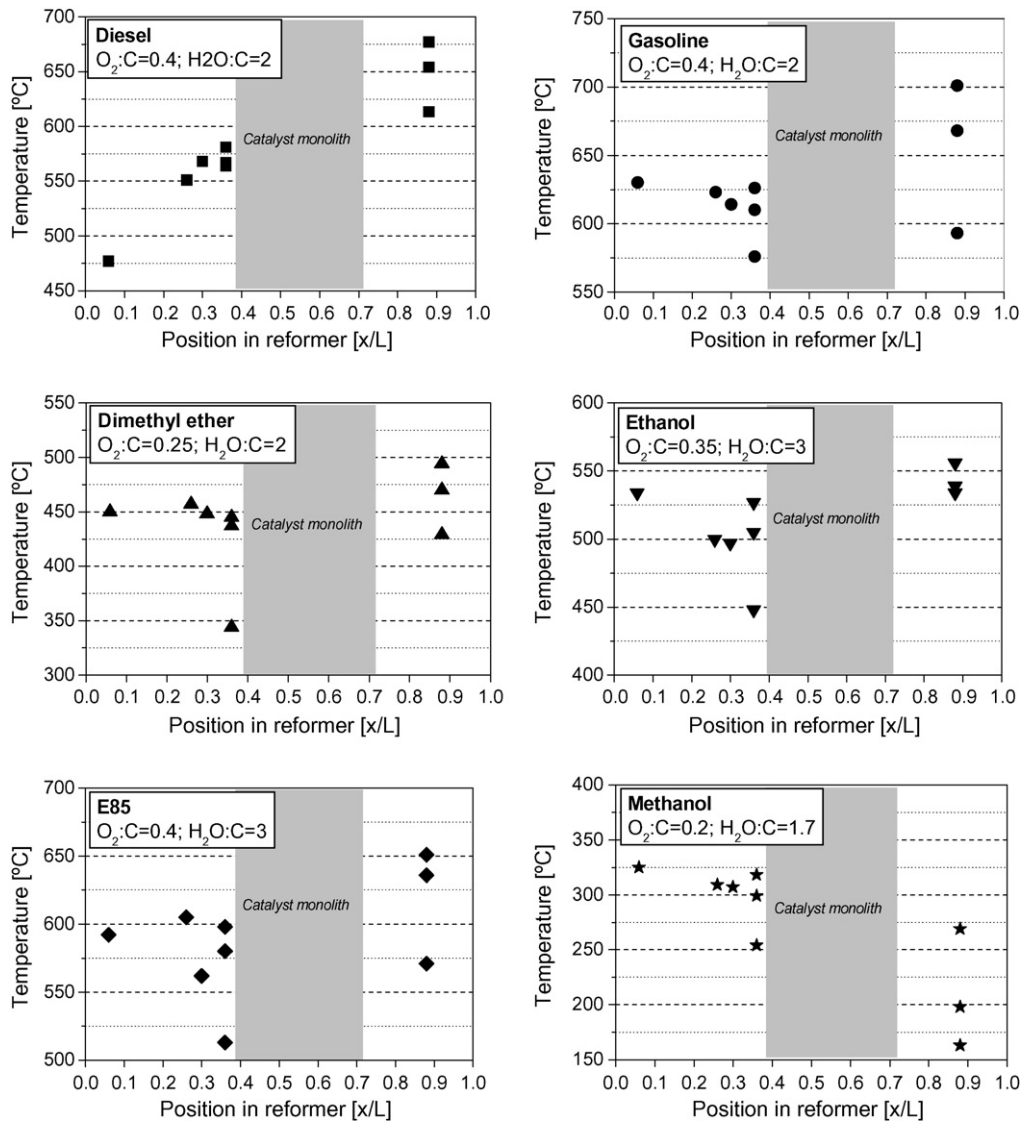 Diesel
O₂:C=0.4; H2O:C=2
Catalyst monolith
Temperature [ºC]
700
650
600
550
500
450
0.0 0.1 0.2 0.3 0.4 0.5 0.6 0.7 0.8 0.9 1.0
Position in reformer [x/L]
Gasoline
O₂:C=0.4; H₂O:C=2
Catalyst monolith
Temperature [ºC]
750
700
650
600
550
0.0 0.1 0.2 0.3 0.4 0.5 0.6 0.7 0.8 0.9 1.0
Position in reformer [x/L]
Dimethyl ether
O₂:C=0.25; H₂O:C=2
Catalyst monolith
Temperature [ºC]
550
500
450
400
350
300
0.0 0.1 0.2 0.3 0.4 0.5 0.6 0.7 0.8 0.9 1.0
Position in reformer [x/L]
Ethanol
O₂:C=0.35; H₂O:C=3
Catalyst monolith
Temperature [ºC]
600
550
500
450
400
0.0 0.1 0.2 0.3 0.4 0.5 0.6 0.7 0.8 0.9 1.0
Position in reformer [x/L]
E85
O₂:C=0.4; H₂O:C=3
Catalyst monolith
Temperature [ºC]
700
650
600
550
500
0.0 0.1 0.2 0.3 0.4 0.5 0.6 0.7 0.8 0.9 1.0
Position in reformer [x/L]
Methanol
O₂:C=0.2; H₂O:C=1.7
Catalyst monolith
Temperature [ºC]
400
350
300
250
200
150
0.0 0.1 0.2 0.3 0.4 0.5 0.6 0.7 0.8 0.9 1.0
Position in reformer [x/L]